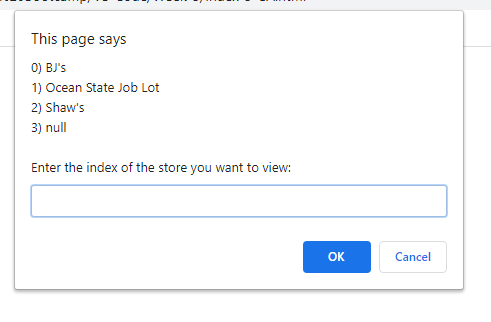 This page says
0) BJ's
1) Ocean State Job Lot
2) Shaw's
3) null
Enter the index of the store you want to view:
OK
Cancel